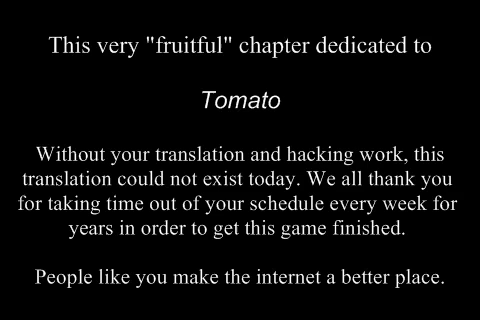 This very "fruitful" chapter dedicated to
Tomato
Without your translation and hacking work, this
translation could not exist today. We all thank you
for taking time out of your schedule every week for
years in order to get this game finished.
People like you make the internet a better place.